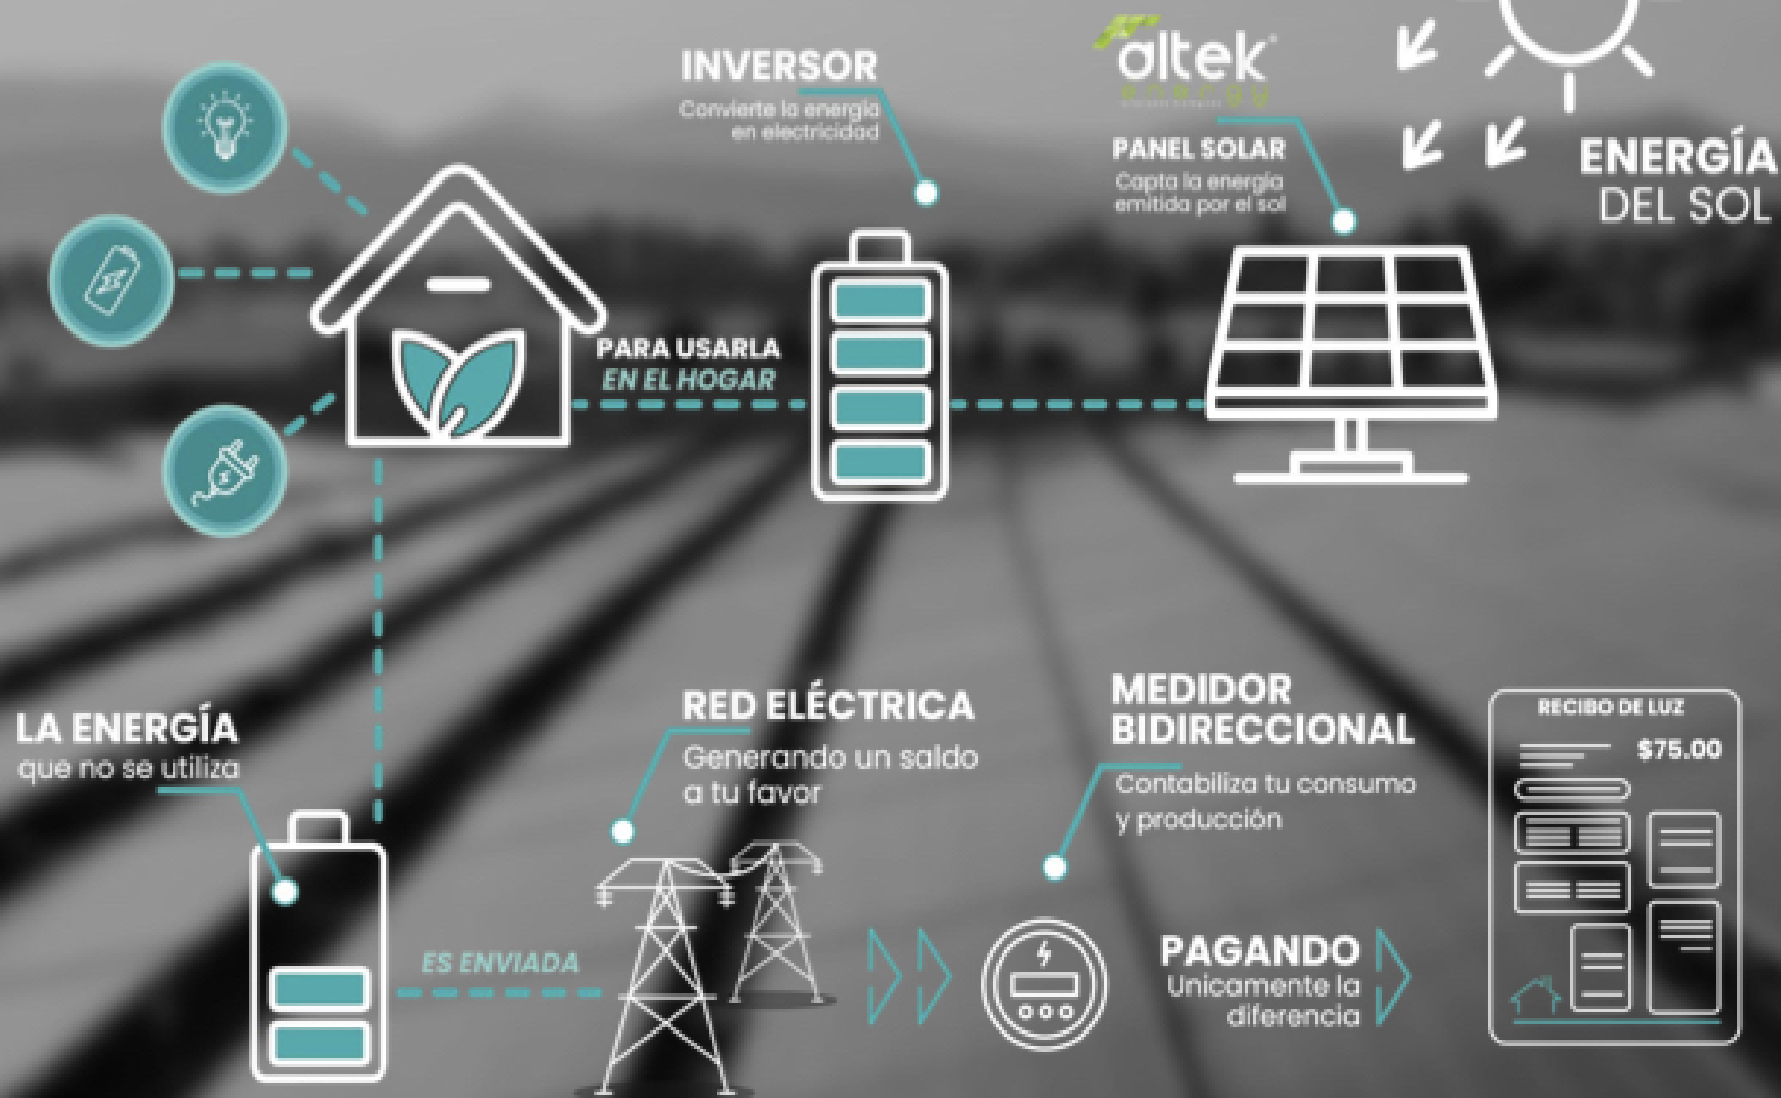 INVERSOR
Convierte la energía
en electricidad
altek
energy
PANEL SOLAR
Capta la energía
emitida por el sol
ENERGÍA
DEL SOL
PARA USARLA
EN EL HOGAR
LA ENERGÍA
que no se utiliza
ES ENVIADA
RED ELÉCTRICA
Generando un saldo
a tu favor
MEDIDOR
BIDIRECCIONAL
Contabiliza tu consumo
y producción
PAGANDO
Unicamente la
diferencia
RECIBO DE LUZ
$75.00